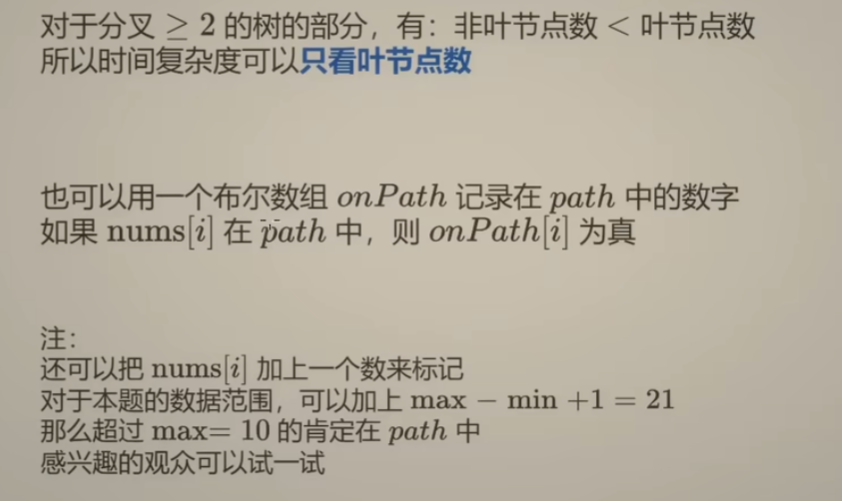 对于分叉 ≥ 2 的树的部分，有：非叶节点数 < 叶节点数
所以时间复杂度可以只看叶节点数
也可以用一个布尔数组 onPath 记录在 path 中的数字
如果 nums[i] 在 path 中，则 onPath[i] 为真
注：
还可以把 nums[i] 加上一个数来标记
对于本题的数据范围，可以加上 max − min +1 = 21
那么超过 max= 10 的肯定在 path 中
感兴趣的观众可以试一试